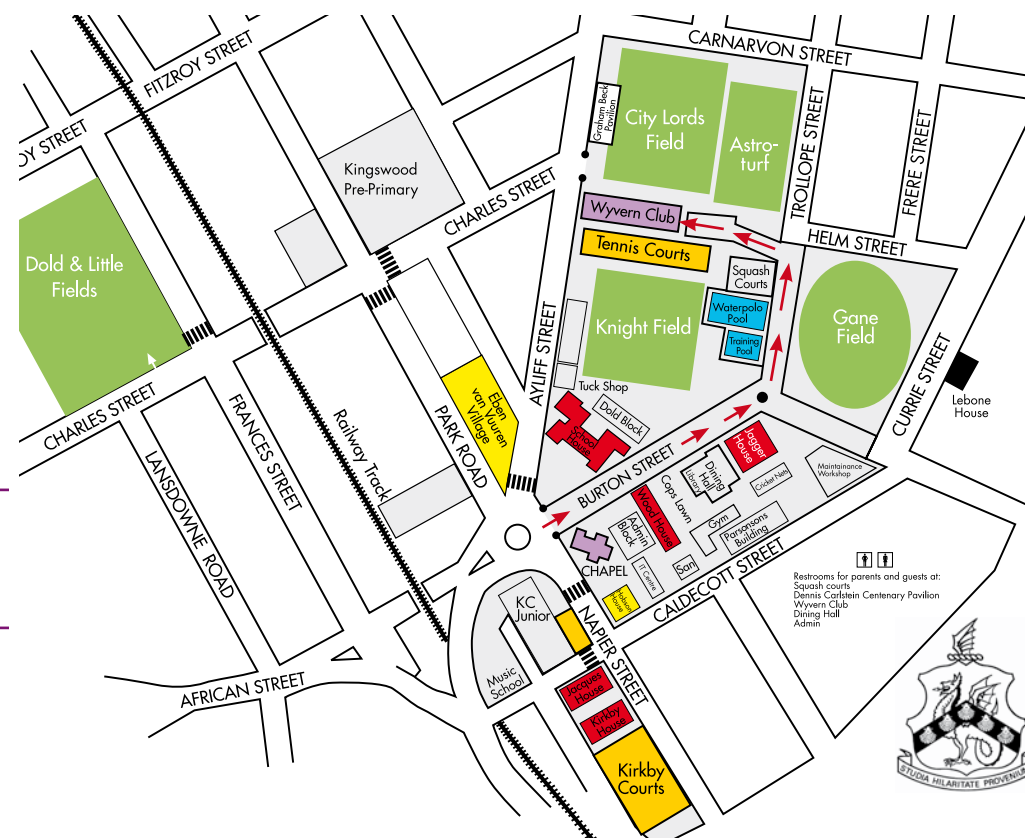 CARNARVON STREET
FITZROY STREET
OY STREET
Graham Beck
Pavilion
City Lords
Field
Astro-
turf
TROLLOPE STREET
FRERE STREET
Kingswood
Pre-Primary
CHARLES STREET
Wyvern Club
Tennis Courts
HELM STREET
Dold & Little
Fields
Squash
Courts
Waterpolo
Pool
Training
Pool
Knight Field
Gane
Field
AYLIFF STREET
CURRIE STREET
Lebone
House
Tuck Shop
Dold Block
School
House
Eben
van Vuuren
Village
CHARLES STREET
FRANCES STREET
LANSDOWNE ROAD
Railway Track
PARK ROAD
BURTON STREET
Jagger
House
Dining
Hall
Library
Cricket Nets
Maintainance
Workshop
Cops Lawn
Wood House
Admin
Block
Gym
Parsonsons
Building
CHAPEL
IT Centre
San
Hobson
House
CALDECOTT STREET
Restrooms for parents and guests at:
Squash courts
Dennis Carlstein Centenary Pavilion
Wyvern Club
Dining Hall
Admin
KC
Junior
Music
School
NAPIER STREET
AFRICAN STREET
Jacques
House
Kirkby
House
Kirkby
Courts
STUDIA HILARITATE PROVENIUN